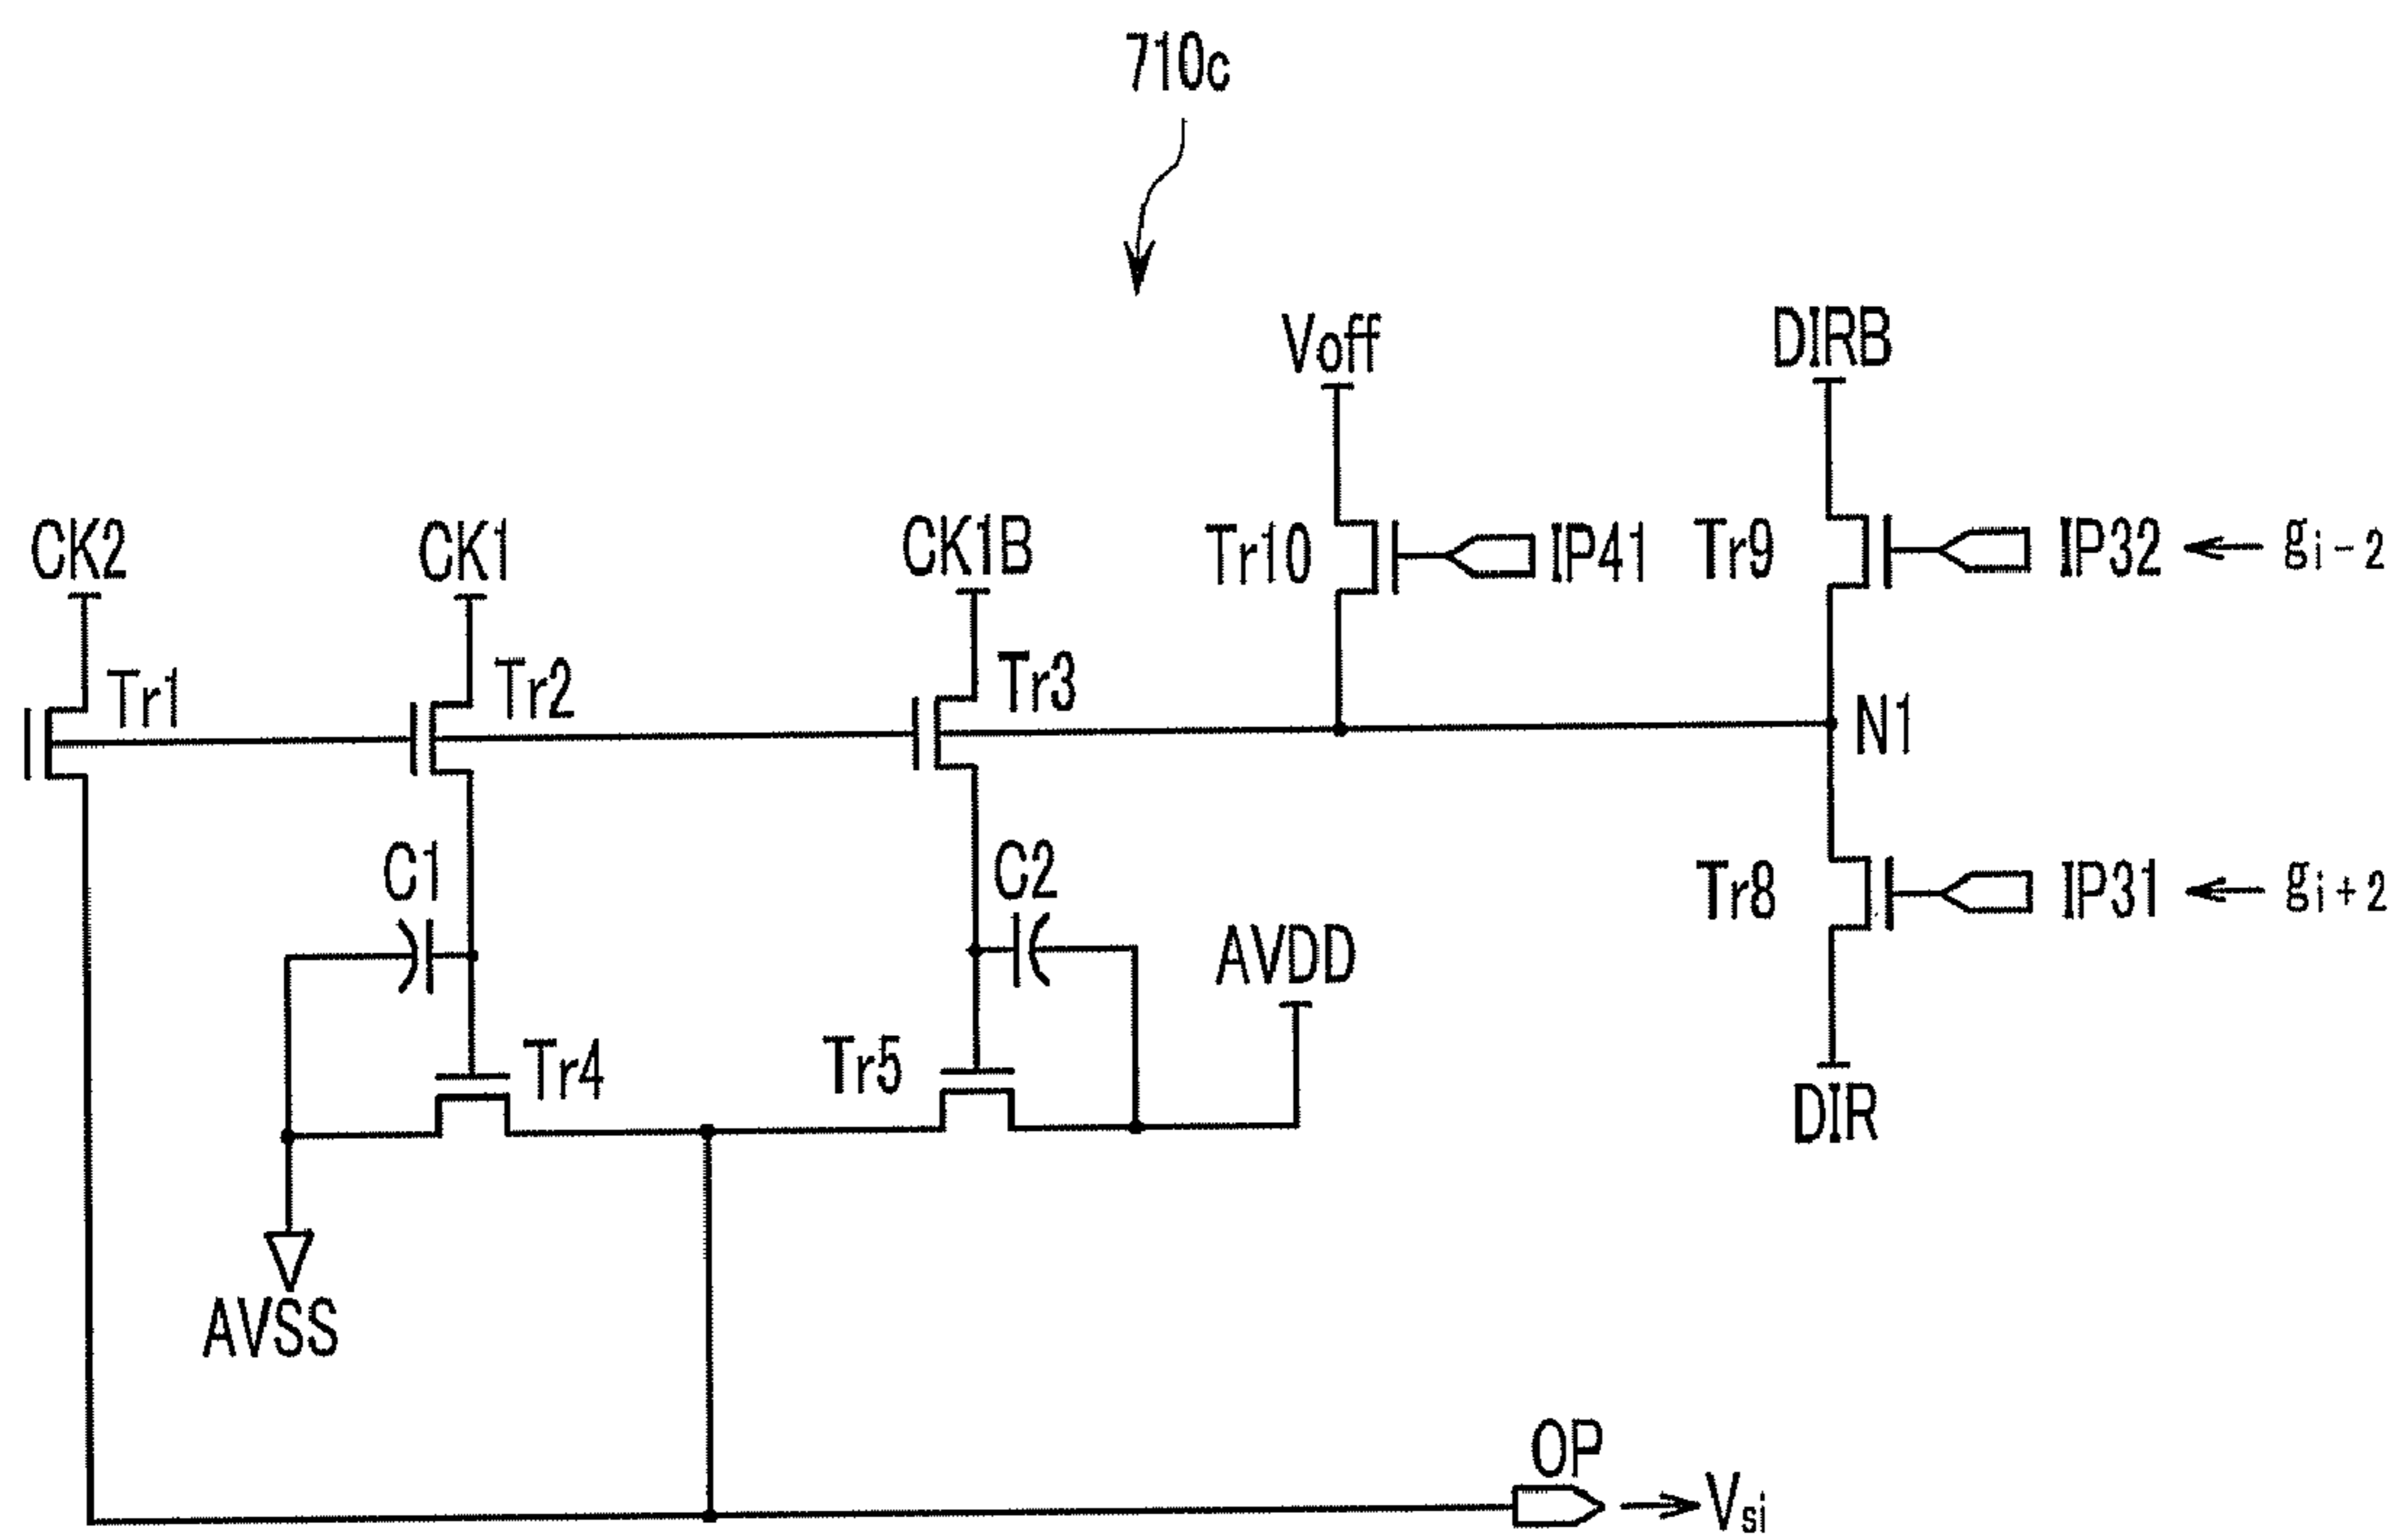 710c
Voff
DIRB
CK2
CK1
CK1B
Tr10
IP41
Tr9
IP32
gi-2
Tr1
Tr2
Tr3
N1
C1
C2
Tr8
IP31
gi+2
AVDD
Tr4
Tr5
DIR
AVSS
OP
Vsi